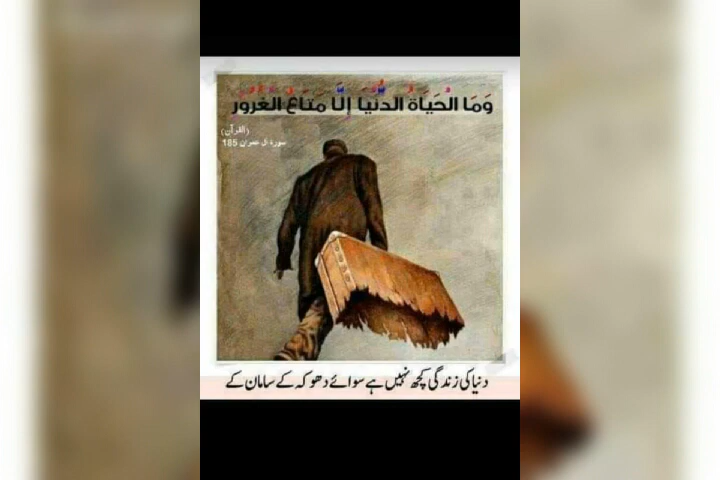 وَمَا الْحَيَاةُ الدُّنْيَا إِلَّا مَتَاعُ الْغُرُورِ
(القرآن)
سورۃ ال عمران 185
دنیا کی زندگی کچھ نہیں ہے سوائے دھوکہ کے سامان کے